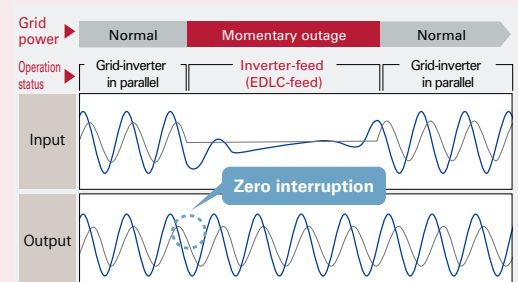 Grid
power
Normal
Momentary outage
Normal
Operation
status
Grid-inverter
in parallel
Inverter-feed
(EDLC-feed)
Grid-inverter
in parallel
Input
Zero interruption
Output